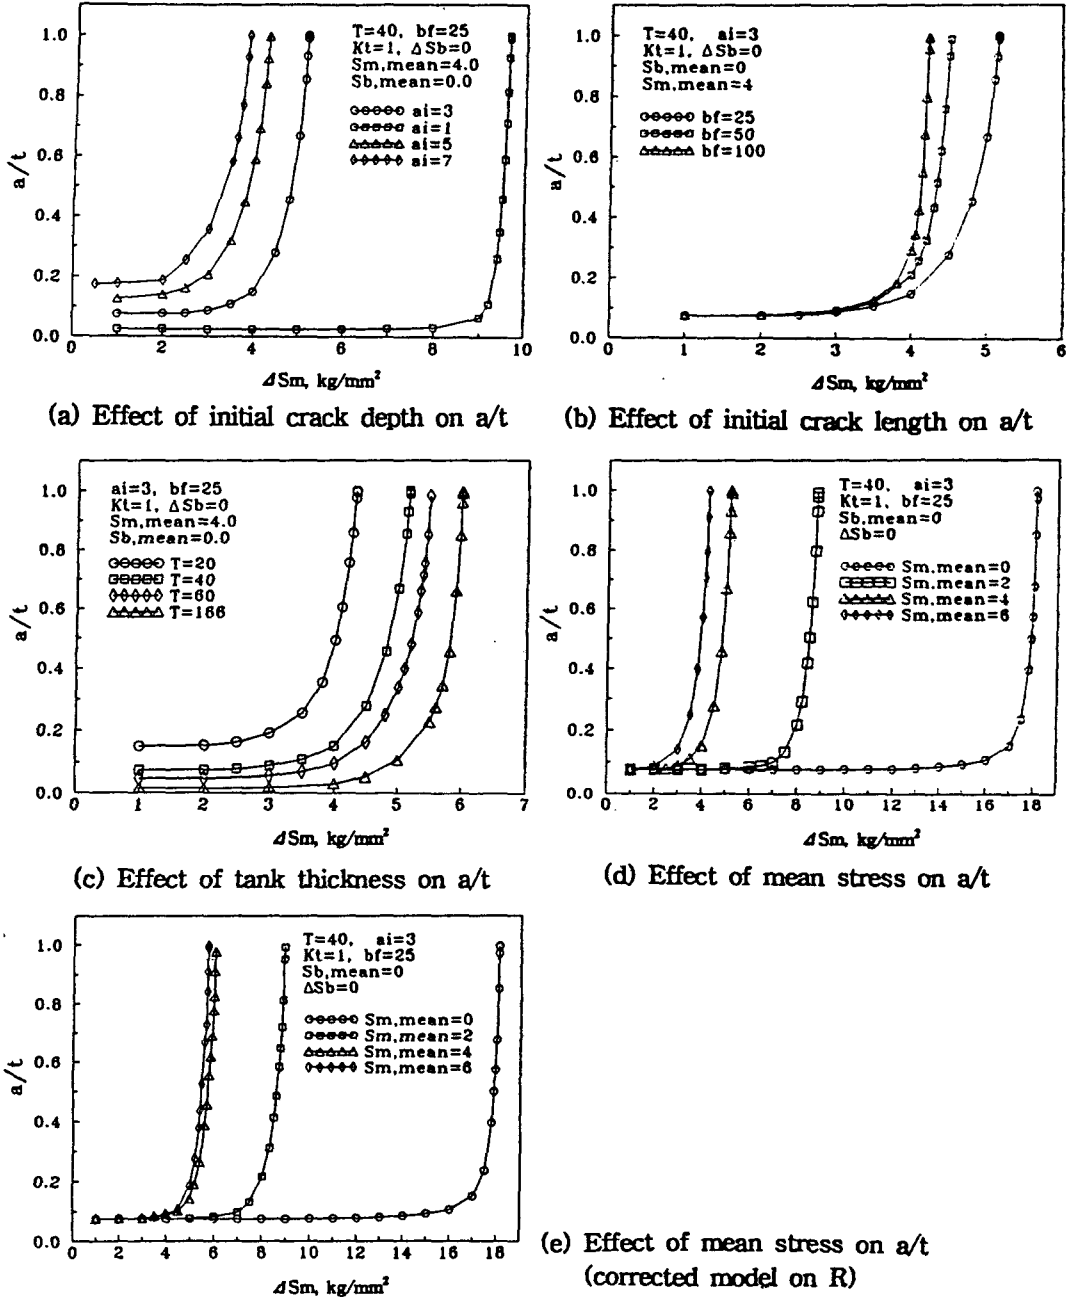 T=40, bf=25
Kt=1, ΔSb=0
Sm,mean=4.0
Sb,mean=0.0
ai=3
ai=1
ai=5
ai=7
a/t
1.0
0.8
0.6
0.4
0.2
0.0
0 2 4 6 8 10
ΔSm, kg/mm²
(a) Effect of initial crack depth on a/t
T=40, ai=3
Kt=1, ΔSb=0
Sb,mean=0
Sm,mean=4
bf=25
bf=50
bf=100
a/t
1.0
0.8
0.6
0.4
0.2
0.0
0 1 2 3 4 5 6
ΔSm, kg/mm²
(b) Effect of initial crack length on a/t
ai=3, bf=25
Kt=1, ΔSb=0
Sm,mean=4.0
Sb,mean=0.0
T=20
T=40
T=60
T=166
a/t
1.0
0.8
0.6
0.4
0.2
0.0
0 1 2 3 4 5 6 7
ΔSm, kg/mm²
(c) Effect of tank thickness on a/t
T=40, ai=3
Kt=1, bf=25
Sb,mean=0
ΔSb=0
Sm,mean=0
Sm,mean=2
Sm,mean=4
Sm,mean=6
a/t
1.0
0.8
0.6
0.4
0.2
0.0
0 2 4 6 8 10 12 14 16 18
ΔSm, kg/mm²
(d) Effect of mean stress on a/t
T=40, ai=3
Kt=1, bf=25
Sb,mean=0
ΔSb=0
Sm,mean=0
Sm,mean=2
Sm,mean=4
Sm,mean=6
a/t
1.0
0.8
0.6
0.4
0.2
0.0
0 2 4 6 8 10 12 14 16 18
ΔSm, kg/mm²
(e) Effect of mean stress on a/t
(corrected model on R)